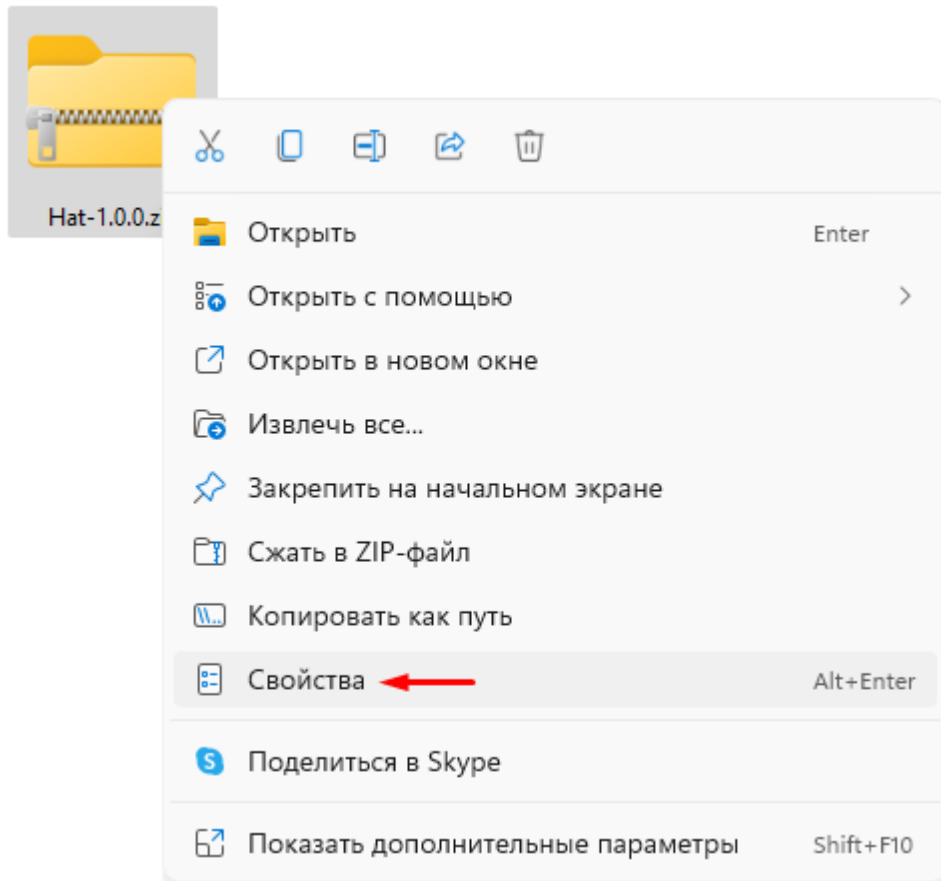 Hat-1.0.0.z
Открыть Enter
Открыть с помощью
Открыть в новом окне
Извлечь все...
Закрепить на начальном экране
Сжать в ZIP-файл
Копировать как путь
Свойства Alt+Enter
Поделиться в Skype
Показать дополнительные параметры Shift+F10